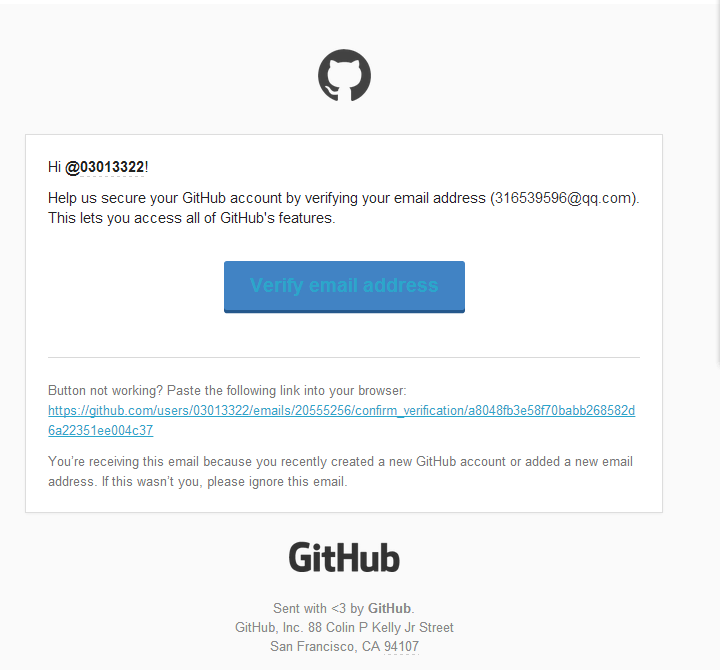 Hi @03013322!
Help us secure your GitHub account by verifying your email address (316539596@qq.com).
This lets you access all of GitHub's features.
Verify email address
Button not working? Paste the following link into your browser:
https://github.com/users/03013322/emails/20555256/confirm_verification/a8048fb3e58f70babb268582d
6a22351ee004c37
You’re receiving this email because you recently created a new GitHub account or added a new email
address. If this wasn’t you, please ignore this email.
GitHub
Sent with <3 by GitHub.
GitHub, Inc. 88 Colin P Kelly Jr Street
San Francisco, CA 94107